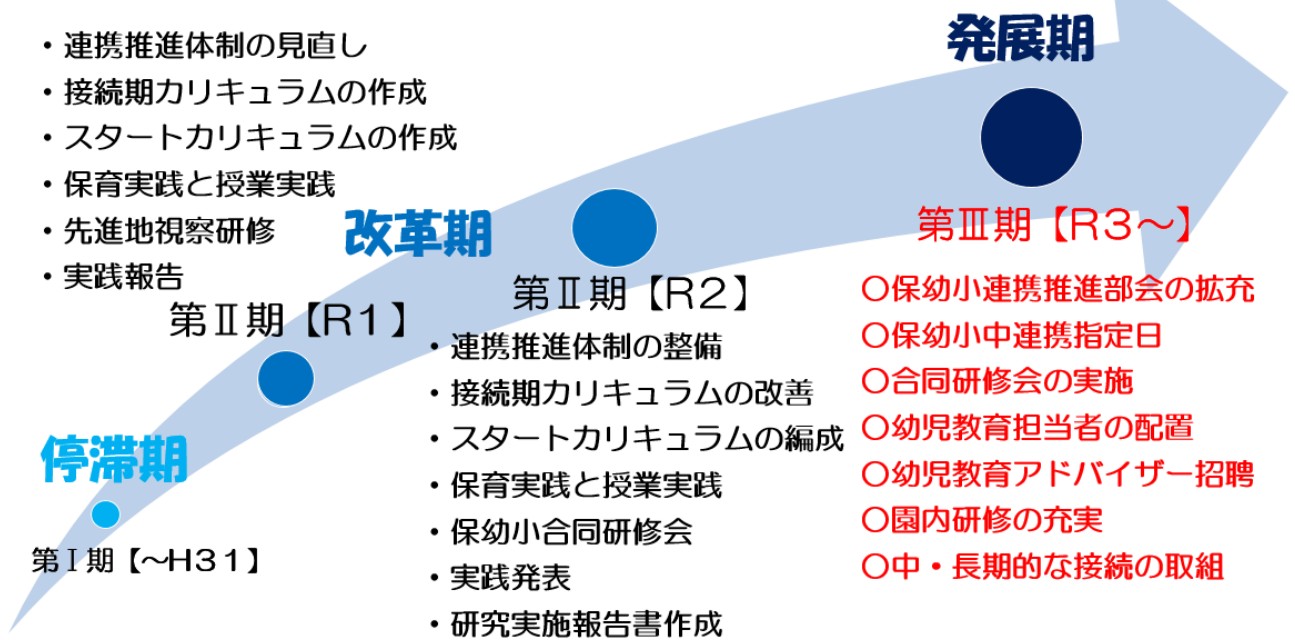 ・連携推進体制の見直し
・接続期カリキュラムの作成
・スタートカリキュラムの作成
・保育実践と授業実践
・先進地視察研修
・実践報告
停滞期
第Ⅰ期【～H31】
改革期
第Ⅱ期【R1】
第Ⅱ期【R2】
・連携推進体制の整備
・接続期カリキュラムの改善
・スタートカリキュラムの編成
・保育実践と授業実践
・保幼小合同研修会
・実践発表
・研究実施報告書作成
発展期
第Ⅲ期【R3～】
〇保幼小連携推進部会の拡充
〇保幼小中連携指定日
〇合同研修会の実施
〇幼児教育担当者の配置
〇幼児教育アドバイザー招聘
〇園内研修の充実
〇中・長期的な接続の取組